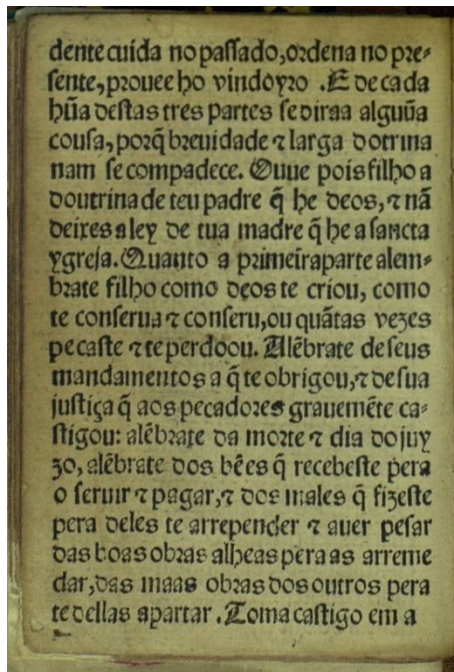 dente cuida no paſſado, ordena no pre-
ſente, prouee ho vindoyro . E de ca da
hũa deſtas tres partes ſe diraa algũua
couſa, porq̃ breuidade ⁊ larga dotrina
nam ſe compadece. Ouue pois filho a
doutrina de teu padre q̃ he deos, ⁊ nã
deixes a ley de tua madre q̃ he a ſancta
ygreja. Quanto a primeira parte alem-
brate filho como deos te criou, como
te conſerua ⁊ conſeru, ou quãtas vezes
pecaſte ⁊ te perdoou. Alẽbrate de ſeus
mandamentos a q̃ te obrigou, ⁊ de ſua
juſtiça q̃ aos pecadores grauemẽte ca-
ſtigou: alẽbrate da morte ⁊ dia do juy
zo, alẽbrate dos bẽes q̃ recebeſte pera
o ſeruir ⁊ pagar, ⁊ dos males q̃ fizeſte
pera deles te arrepender ⁊ auer peſar
das boas obras alheas pera as arreme
dar, das maas obras dos outros pera
te dellas apartar . Toma caſtigo em a